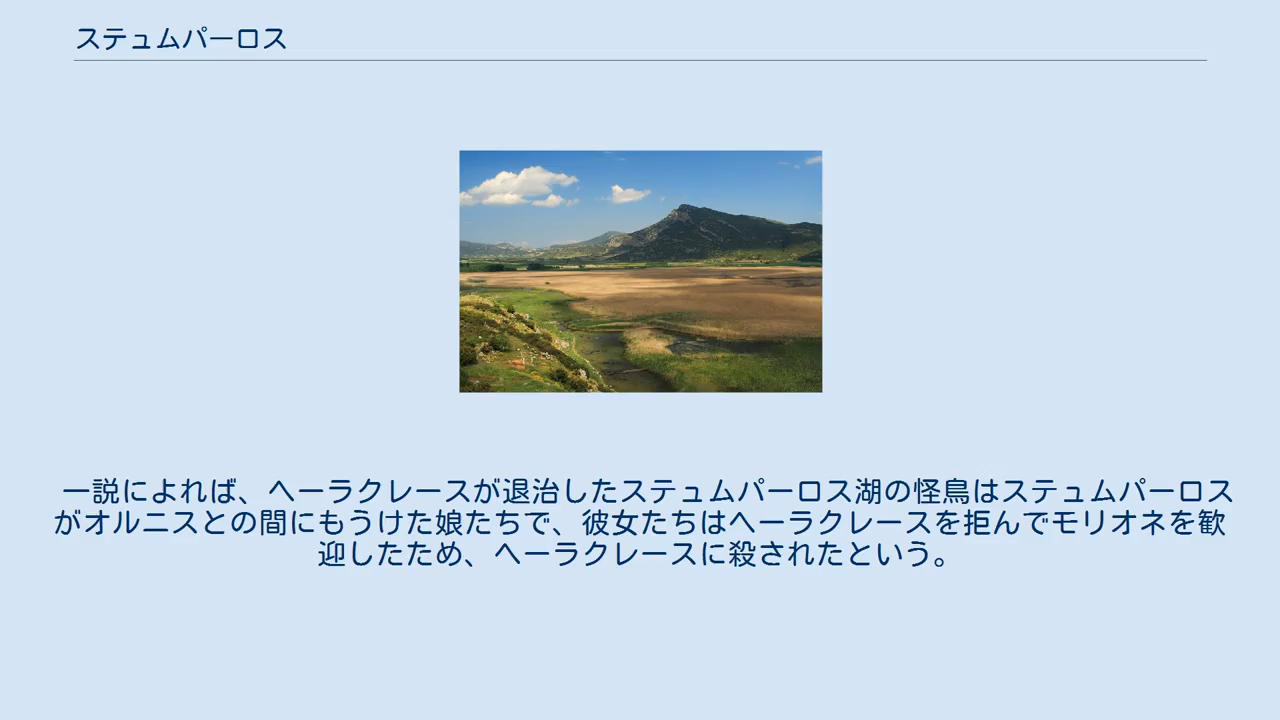 ステュムパーロス
一説によれば、ヘーラクレースが退治したステュムパーロス湖の怪鳥はステュムパーロス
がオルニスとの間にもうけた娘たちで、彼女たちはヘーラクレースを拒んでモリオネを歓
迎したため、ヘーラクレースに殺されたという。